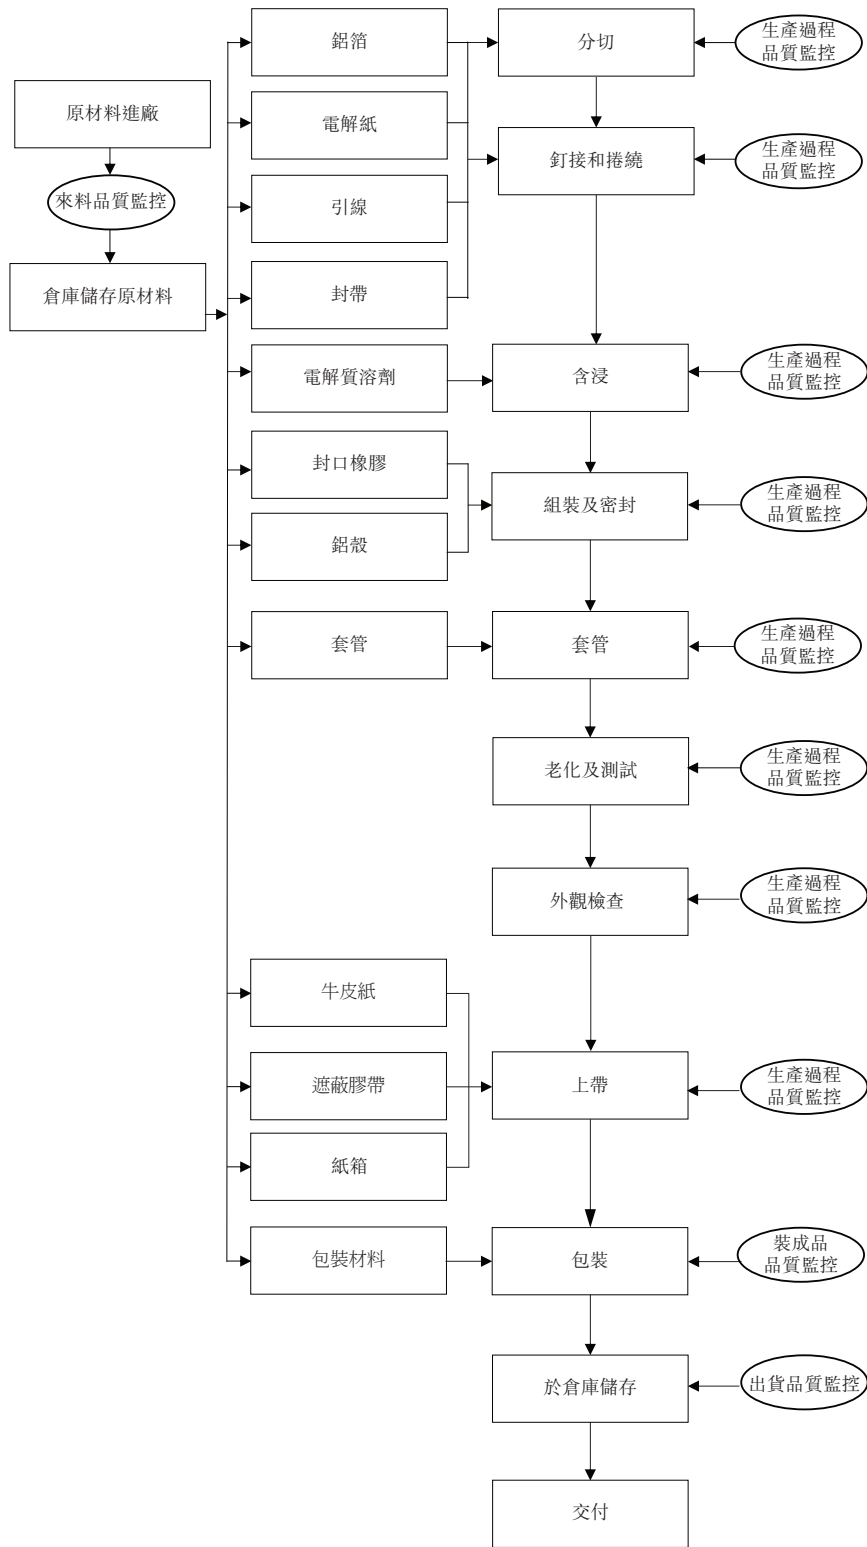 鋁箔
分切
生產過程
品質監控
原材料進廠
電解紙
釘接和捲繞
生產過程
品質監控
來料品質監控
引線
倉庫儲存原材料
封帶
電解質溶劑
含浸
生產過程
品質監控
封口橡膠
組裝及密封
生產過程
品質監控
鋁殼
套管
套管
生產過程
品質監控
老化及測試
生產過程
品質監控
外觀檢查
生產過程
品質監控
牛皮紙
遮蔽膠帶
上帶
生產過程
品質監控
紙箱
包裝材料
包裝
裝成品
品質監控
於倉庫儲存
出貨品質監控
交付